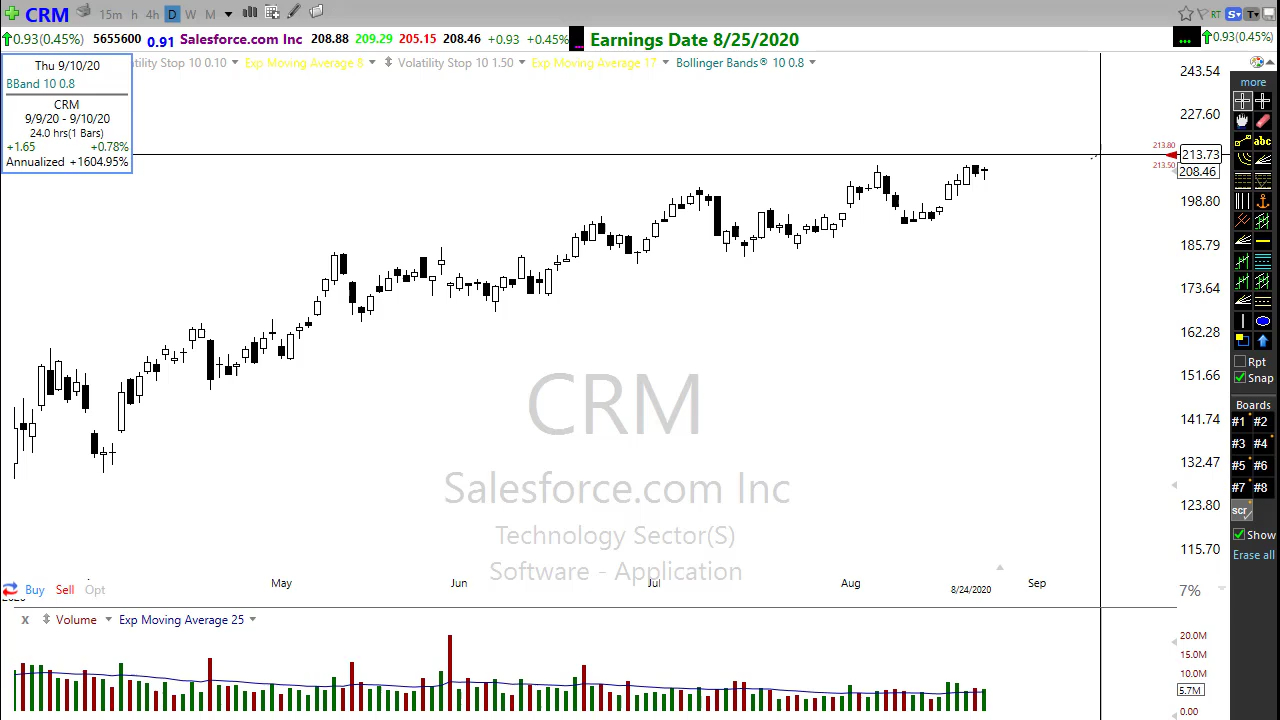 CRM 15m h 4h D W M RT S T
0.93(0.45%) 5655600 0.91 Salesforce.com Inc 208.88 209.29 205.15 208.46 +0.93 +0.45% ... Earnings Date 8/25/2020 ... 0.93(0.45%)
Thu 9/10/20
BBand 10 0.8
CRM
9/9/20 - 9/10/20
24.0 hrs(1 Bars)
+1.65 +0.78%
Annualized +1604.95%
tility Stop 10 0.10 Exp Moving Average 8 Volatility Stop 10 1.50 Exp Moving Average 17 Bollinger Bands® 10 0.8
243.54
227.60
213.80
213.73
213.50
208.46
198.80
185.79
173.64
162.28
151.66
141.74
132.47
123.80
115.70
7%
CRM
Salesforce.com Inc
Technology Sector(S)
Software - Application
May Jun Jul Aug 8/24/2020 Sep
Buy Sell Opt
X Volume Exp Moving Average 25
20.0M
15.0M
10.0M
5.7M
0.00
more
abc
Rpt
Snap
Boards
#1 #2
#3 #4
#5 #6
#7 #8
scr
Show
Erase all